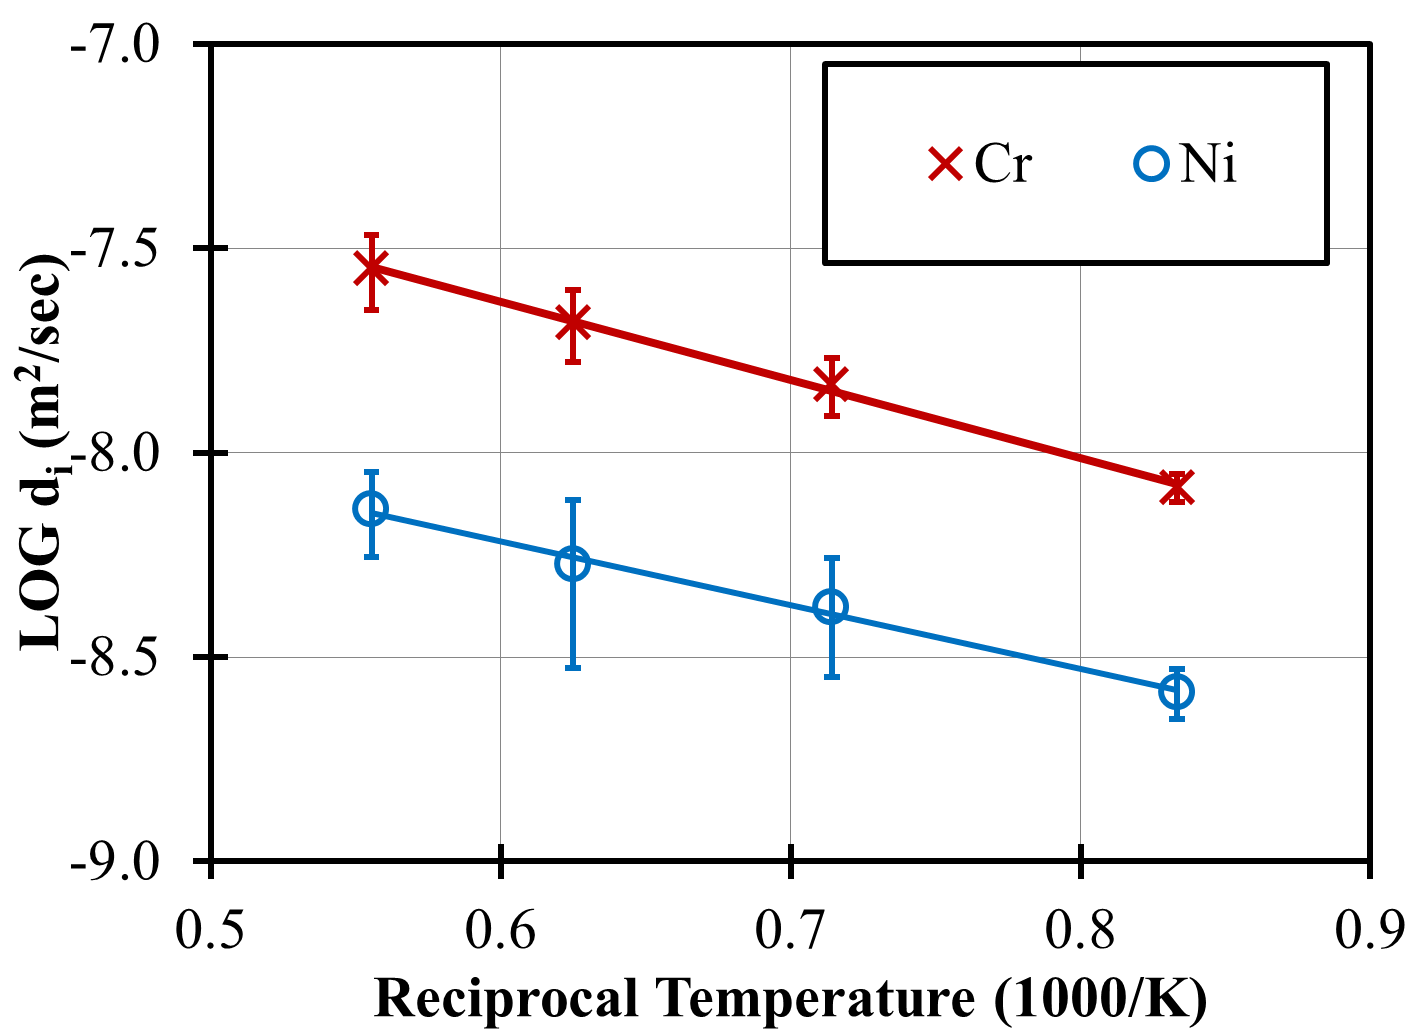 -7.0
-7.5
-8.0
-8.5
-9.0
LOG dᵢ (m²/sec)
Cr
Ni
0.5 0.6 0.7 0.8 0.9
Reciprocal Temperature (1000/K)